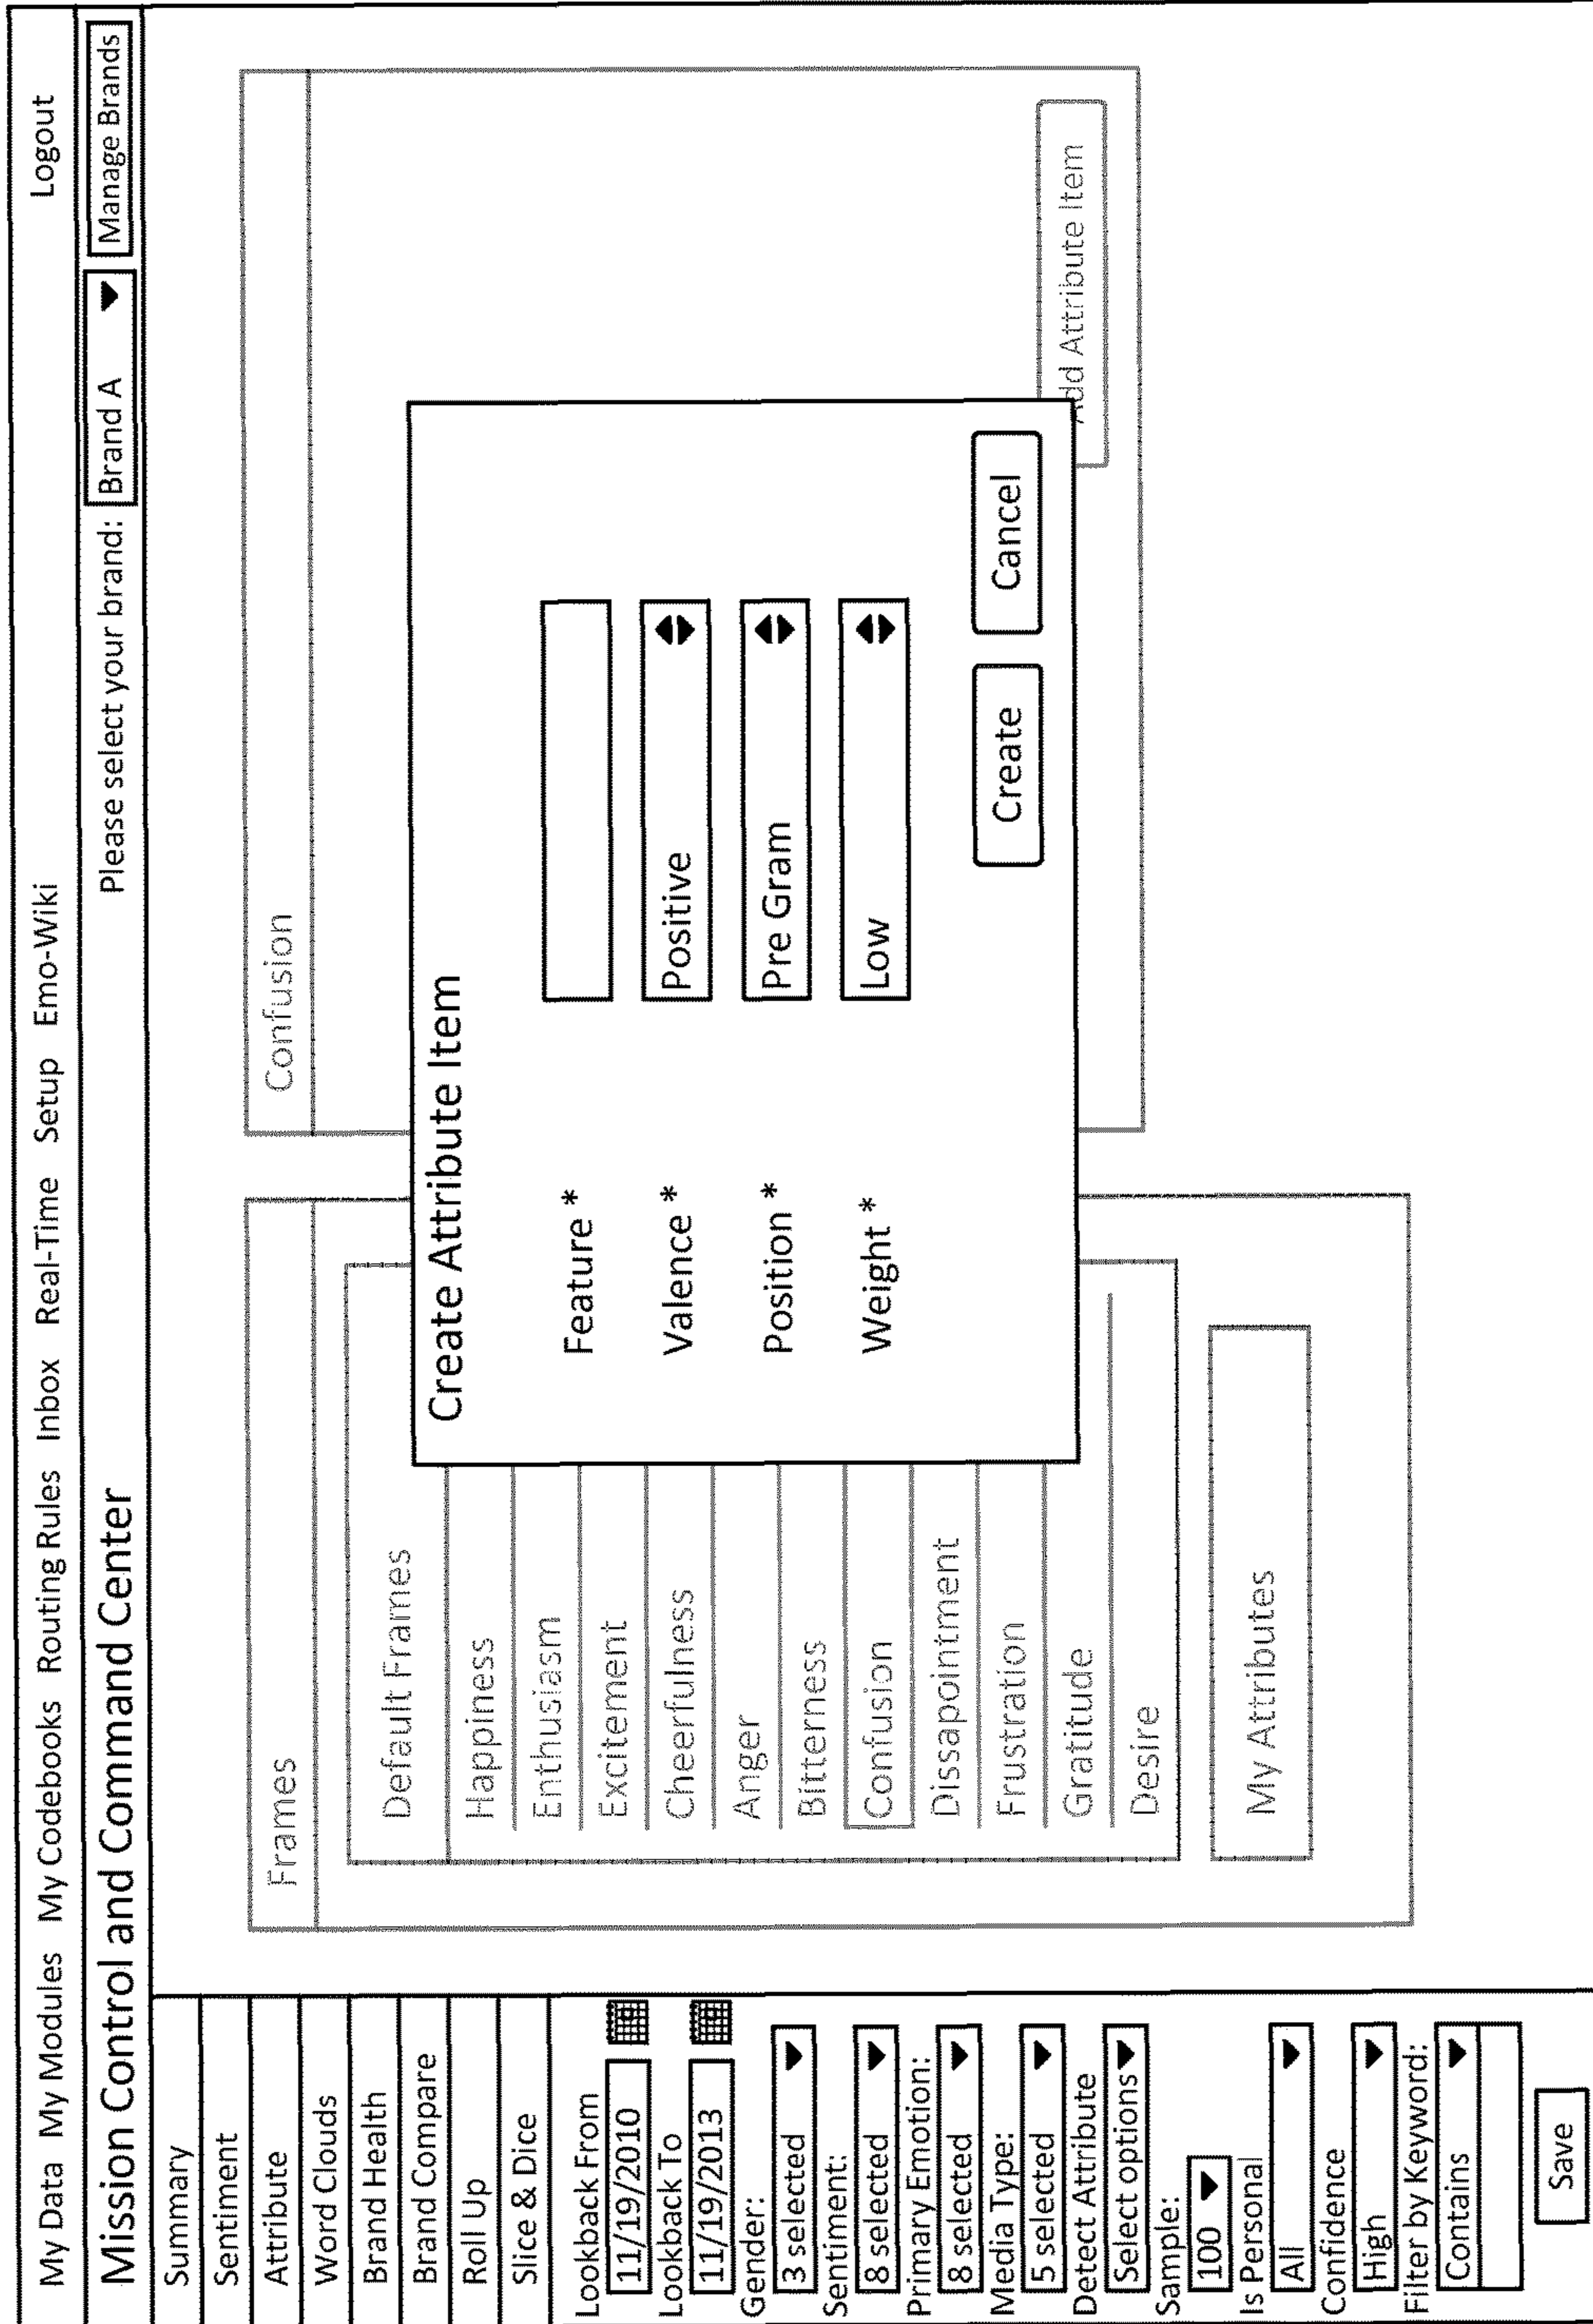 My Data My Modules My Codebooks Routing Rules Inbox Real-Time Setup Emo-Wiki Logout
Mission Control and Command Center Please select your brand: Brand A Manage Brands
Summary
Sentiment
Attribute
Word Clouds
Brand Health
Brand Compare
Roll Up
Slice & Dice
Lookback From
11/19/2010
Lookback To
11/19/2013
Gender:
3 selected
Sentiment:
8 selected
Primary Emotion:
8 selected
Media Type:
5 selected
Detect Attribute
Select options
Sample:
100
Is Personal
All
Confidence
High
Filter by Keyword:
Contains
Save
Frames
Default Frames
Happiness
Enthusiasm
Excitement
Cheerfulness
Anger
Bitterness
Confusion
Dissapointment
Frustration
Gratitude
Desire
My Attributes
Confusion
Create Attribute Item
Feature *
Valence * Positive
Position * Pre Gram
Weight * Low
Create Cancel
Add Attribute Item